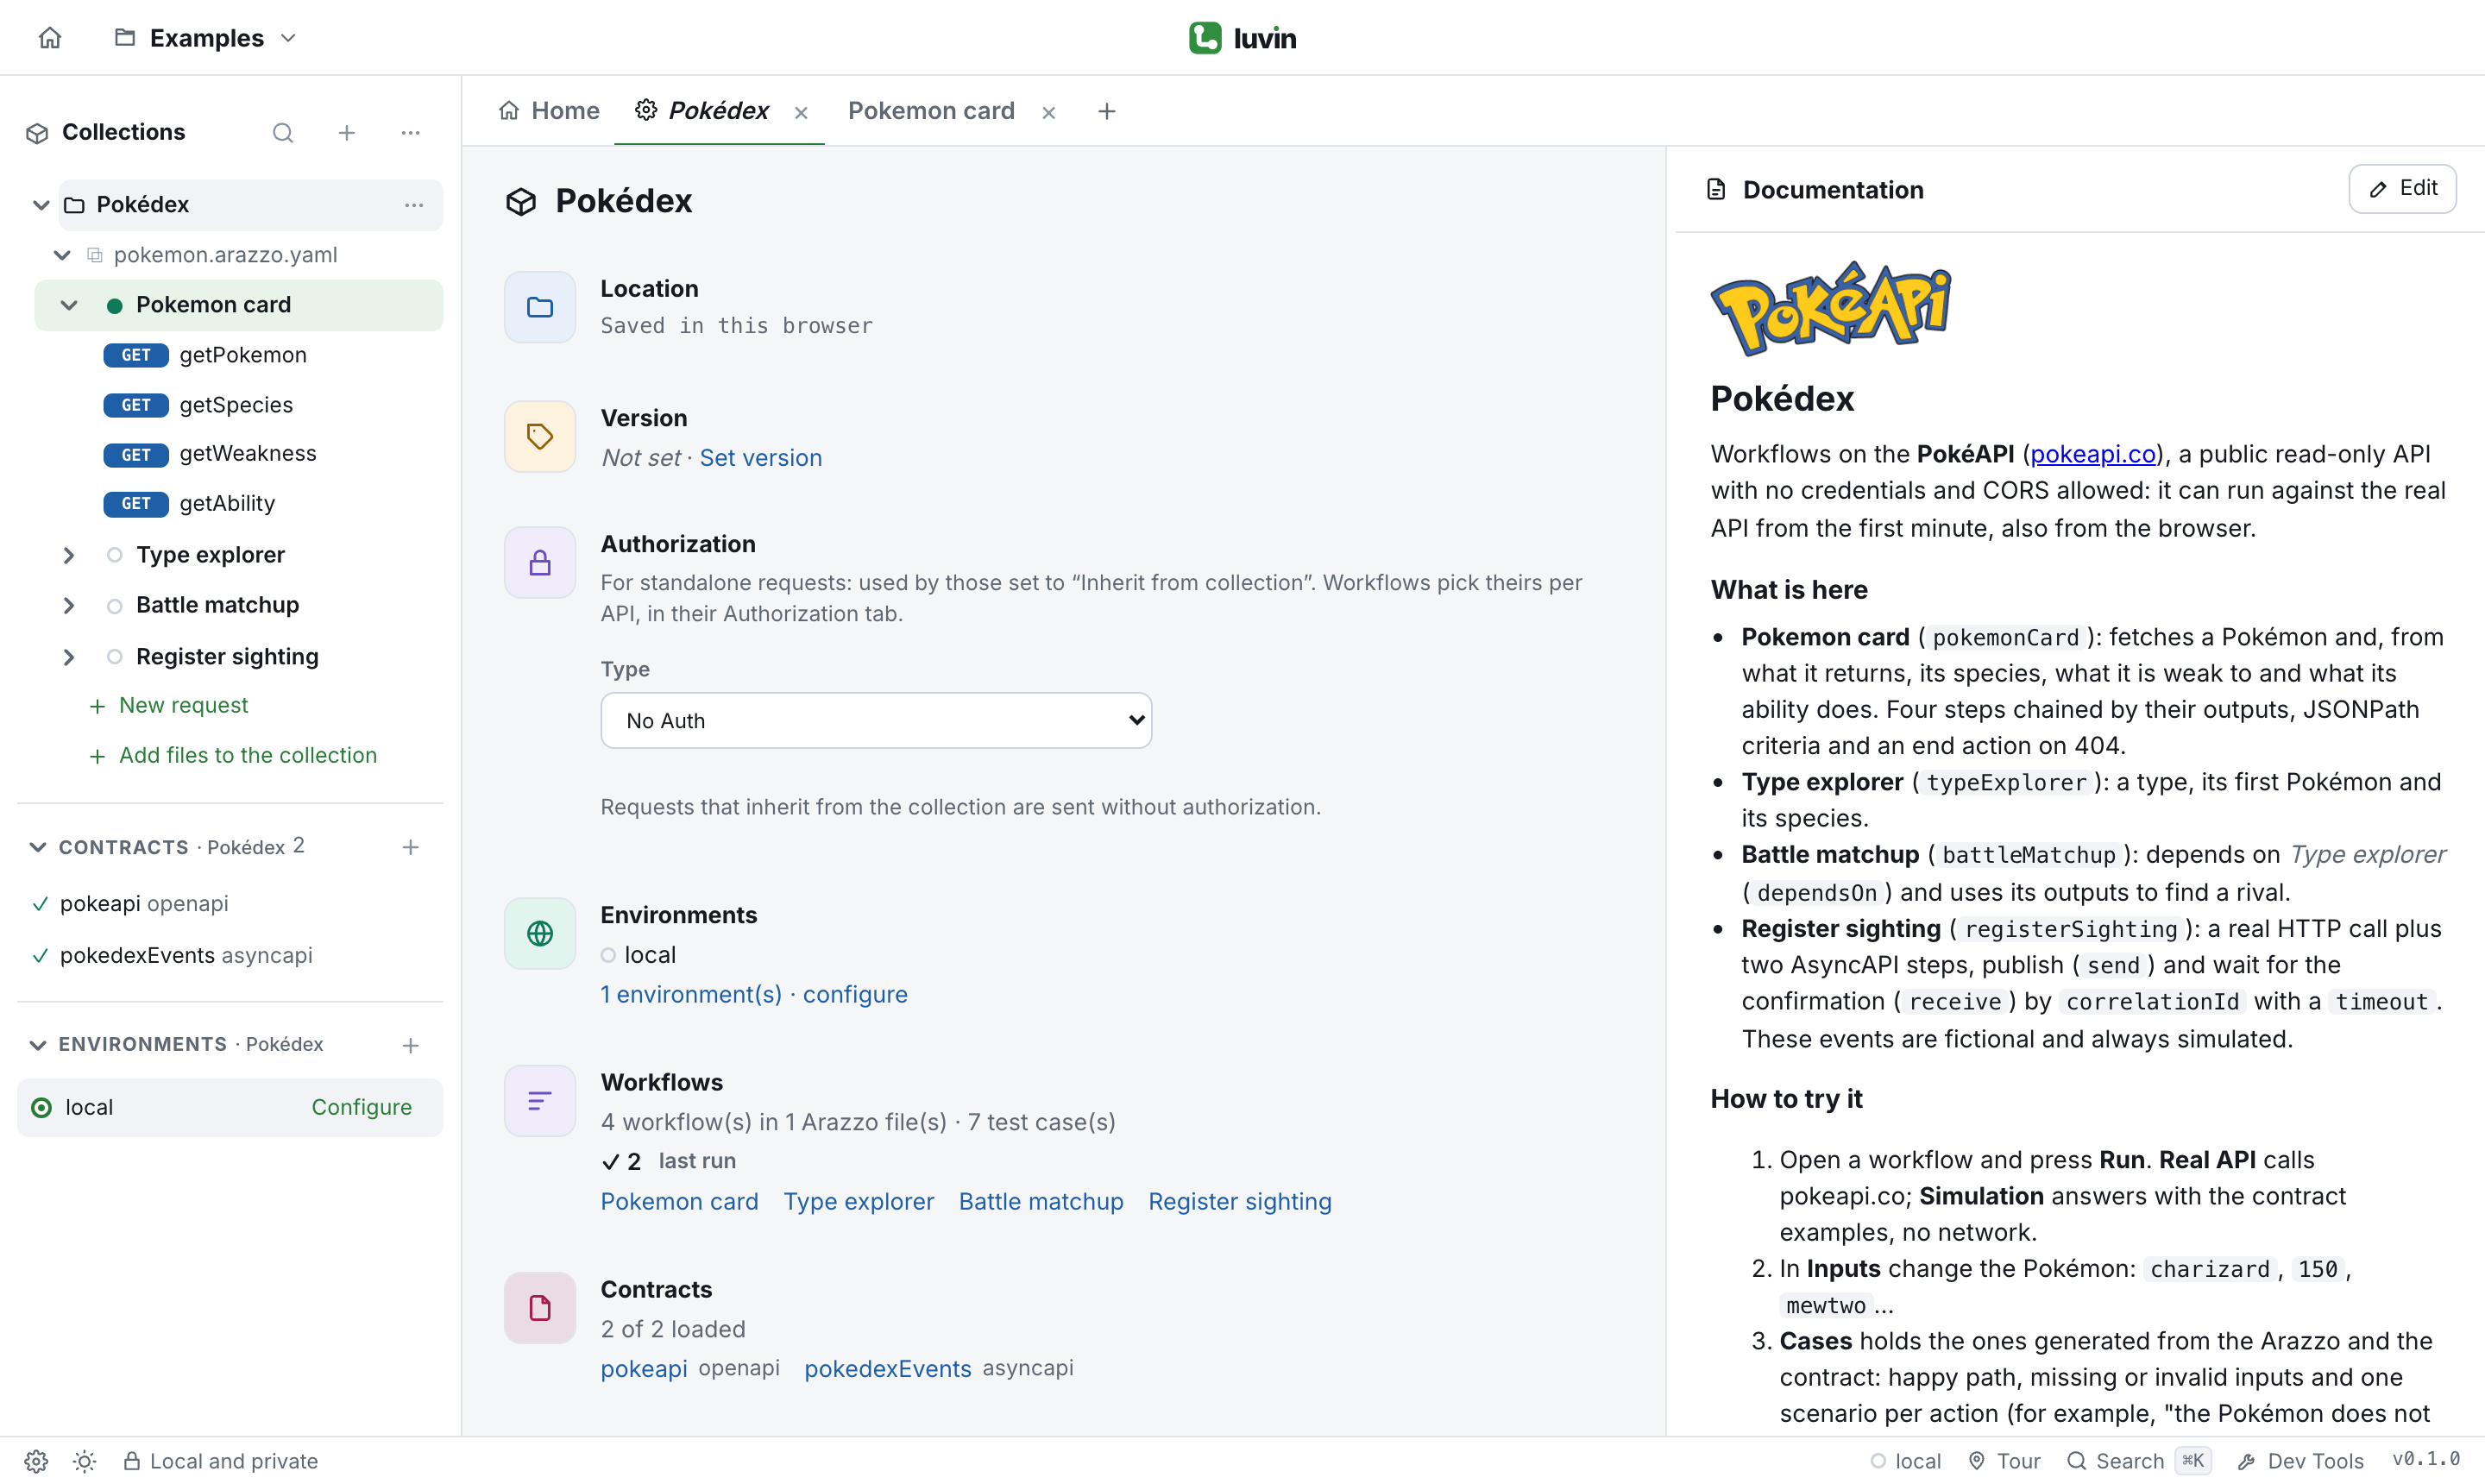 Examples
luvin
Collections
Pokédex
pokemon.arazzo.yaml
Pokemon card
GET getPokemon
GET getSpecies
GET getWeakness
GET getAbility
Type explorer
Battle matchup
Register sighting
+ New request
+ Add files to the collection
CONTRACTS · Pokédex 2
pokeapi openapi
pokedexEvents asyncapi
ENVIRONMENTS · Pokédex
local Configure
Home Pokédex Pokemon card
Pokédex
Location
Saved in this browser
Version
Not set · Set version
Authorization
For standalone requests: used by those set to “Inherit from collection”. Workflows pick theirs per
API, in their Authorization tab.
Type
No Auth
Requests that inherit from the collection are sent without authorization.
Environments
local
1 environment(s) · configure
Workflows
4 workflow(s) in 1 Arazzo file(s) · 7 test case(s)
✓ 2 last run
Pokemon card Type explorer Battle matchup Register sighting
Contracts
2 of 2 loaded
pokeapi openapi pokedexEvents asyncapi
Documentation Edit
PokéApi
Pokédex
Workflows on the PokéAPI (pokeapi.co), a public read-only API
with no credentials and CORS allowed: it can run against the real
API from the first minute, also from the browser.
What is here
• Pokemon card (pokemonCard): fetches a Pokémon and, from
what it returns, its species, what it is weak to and what its
ability does. Four steps chained by their outputs, JSONPath
criteria and an end action on 404.
• Type explorer (typeExplorer): a type, its first Pokémon and
its species.
• Battle matchup (battleMatchup): depends on Type explorer
(dependsOn) and uses its outputs to find a rival.
• Register sighting (registerSighting): a real HTTP call plus
two AsyncAPI steps, publish (send) and wait for the
confirmation (receive) by correlationId with a timeout.
These events are fictional and always simulated.
How to try it
1. Open a workflow and press Run. Real API calls
pokeapi.co; Simulation answers with the contract
examples, no network.
2. In Inputs change the Pokémon: charizard, 150,
mewtwo…
3. Cases holds the ones generated from the Arazzo and the
contract: happy path, missing or invalid inputs and one
scenario per action (for example, "the Pokémon does not
Local and private
local Tour Search ⌘K Dev Tools v0.1.0